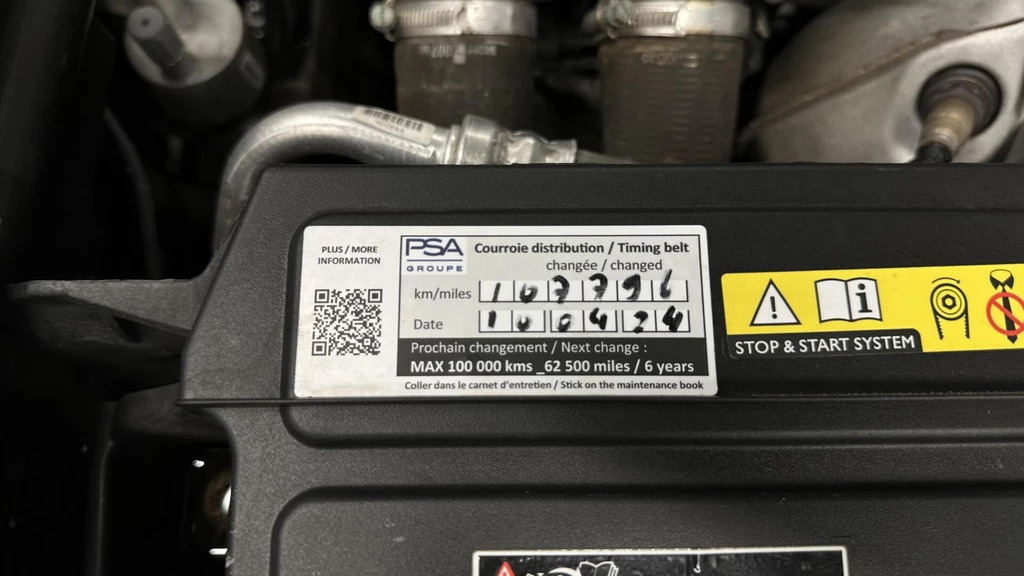 PLUS / MORE
INFORMATION
PSA
GROUPE
Courroie distribution / Timing belt
changée / changed
km/miles 107796
Date 100424
Prochain changement / Next change :
MAX 100 000 kms _62 500 miles / 6 years
Coller dans le carnet d'entretien / Stick on the maintenance book
STOP & START SYSTEM